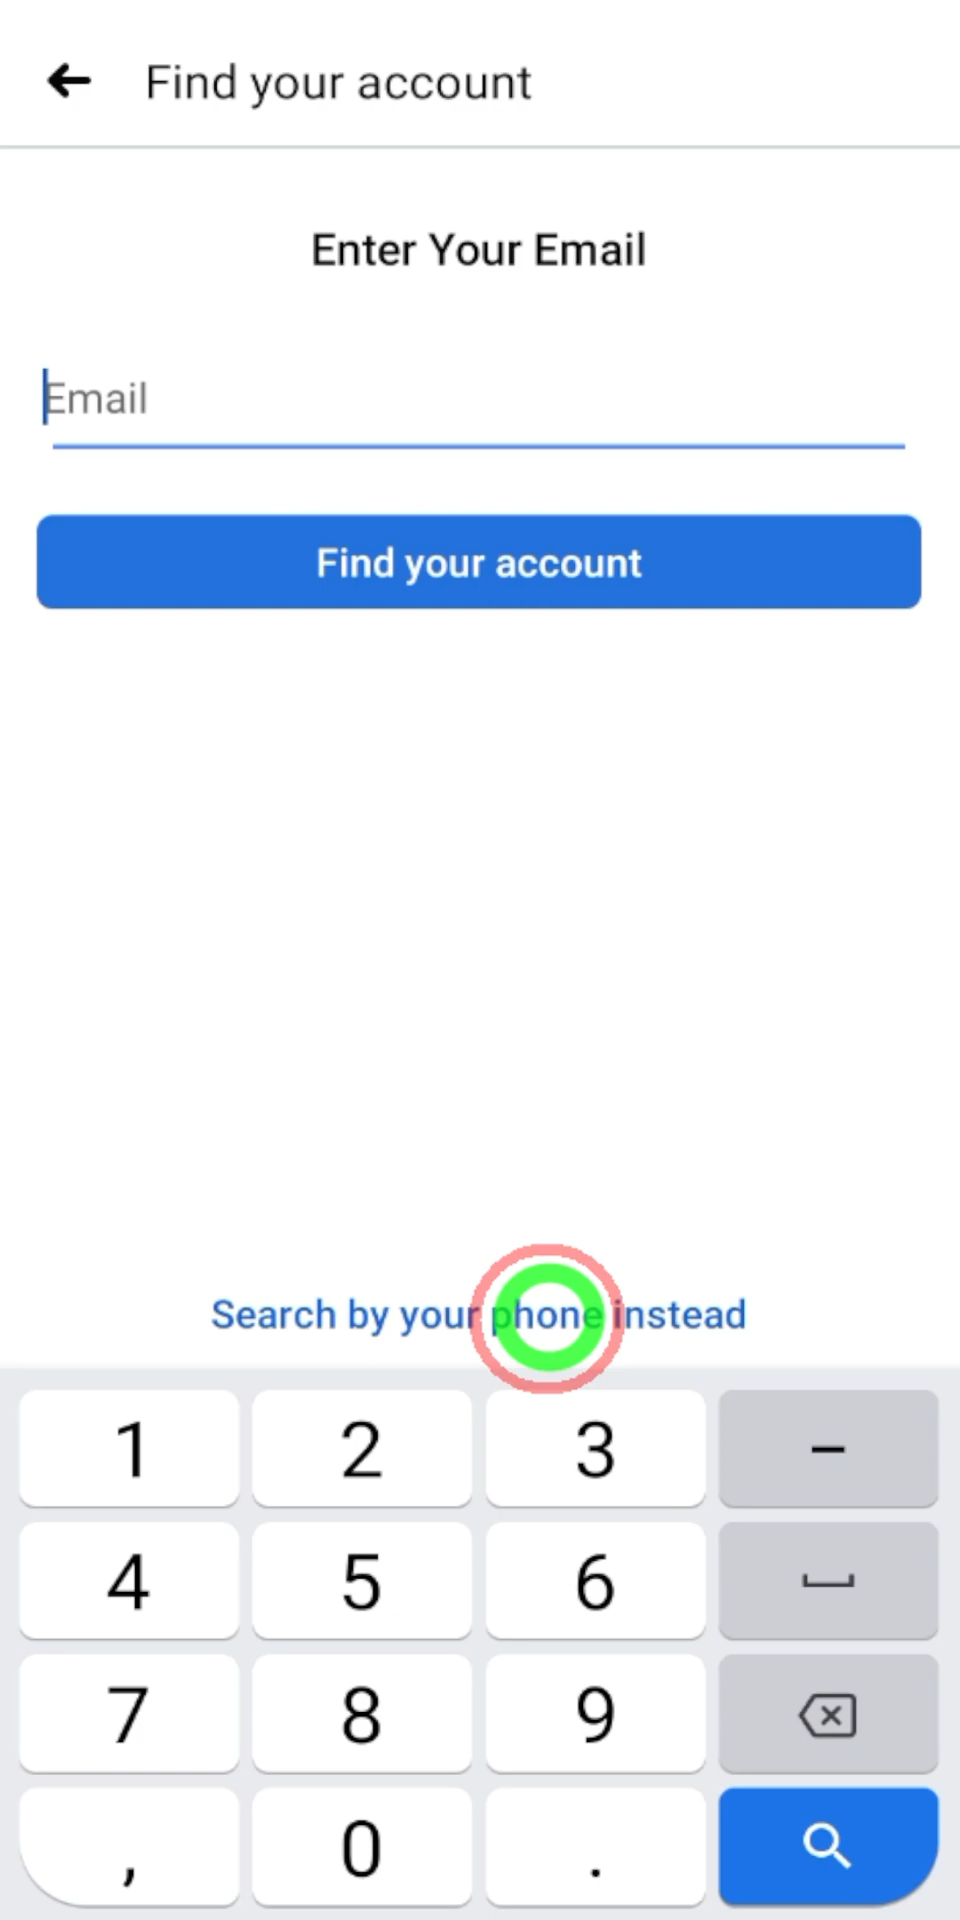 Find your account
Enter Your Email
Email
Find your account
Search by your phone instead
1 2 3 –
4 5 6
7 8 9
, 0 .